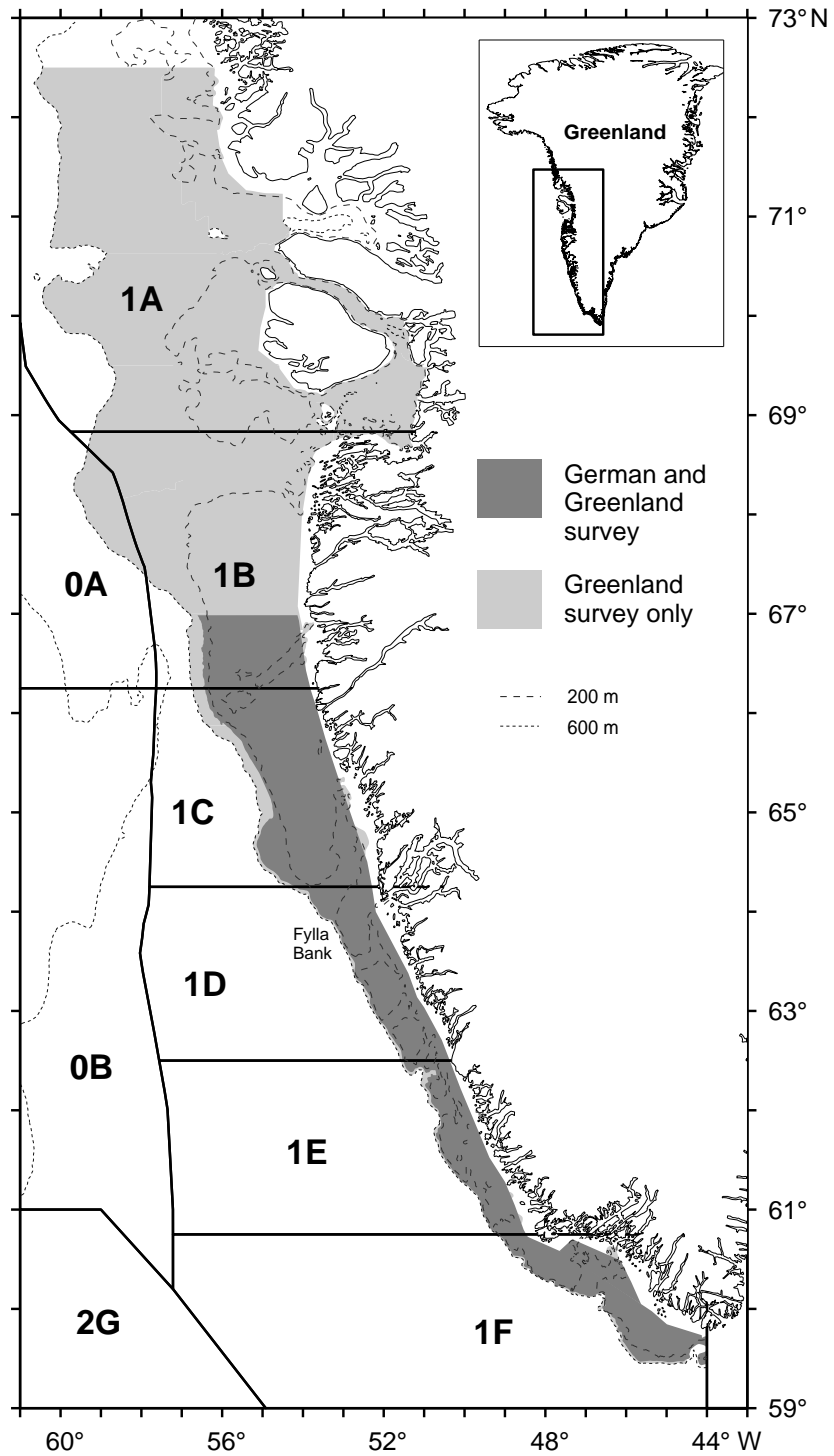 73° N
Greenland
71°
1A
69°
German and
Greenland
survey
Greenland
survey only
0A
1B
67°
200 m
600 m
1C
65°
Fylla
Bank
1D
63°
0B
1E
61°
2G
1F
59°
60°
56°
52°
48°
44° W